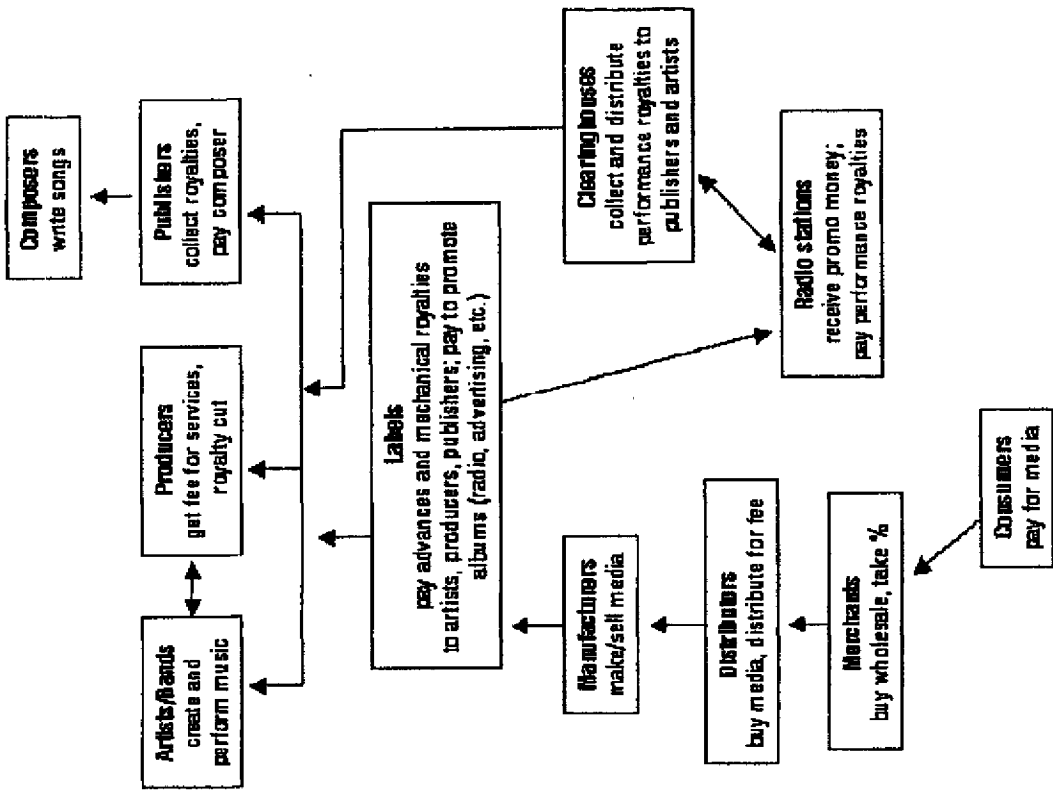 Composers
write songs
Publishers
collect royalties,
pay composer
Producers
get fee for services,
royalty cut
Artists/Bands
create and
perform music
Clearinghouses
collect and distribute
performance royalties to
publishers and artists
Labels
pay advances and mechanical royalties
to artists, producers, publishers; pay to promote
albums (radio, advertising, etc.)
Radio stations
receive promo money;
pay performance royalties
Manufacturers
make/sell media
Distributors
buy media, distribute for fee
Merchants
buy wholesale, take %
Consumers
pay for media